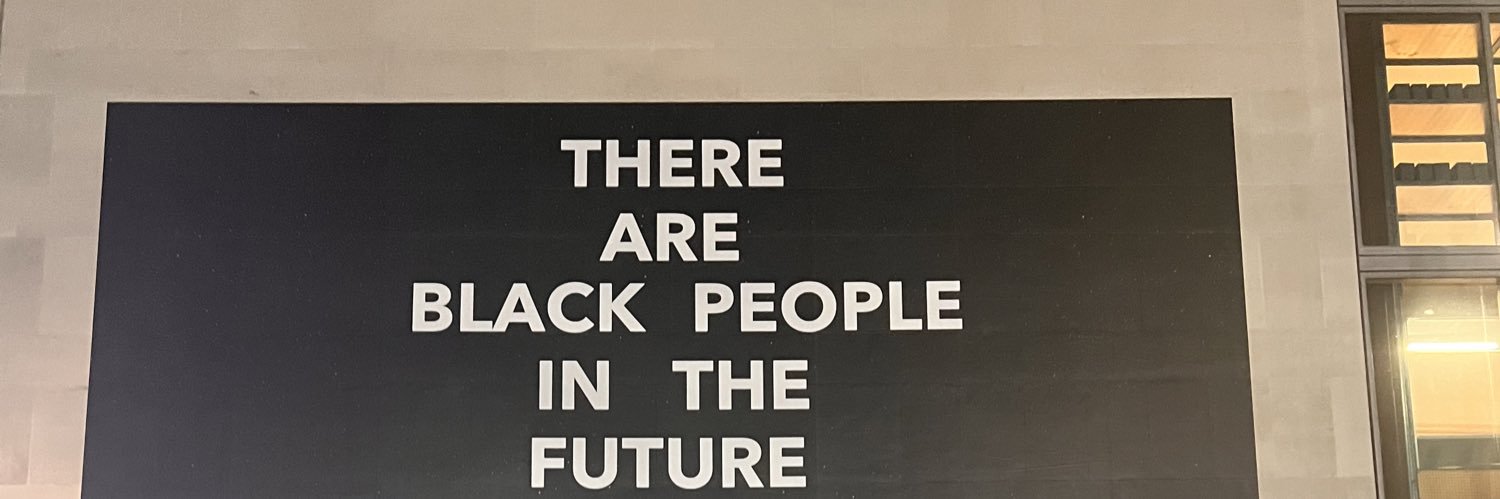 THERE
ARE
BLACK PEOPLE
IN THE
FUTURE